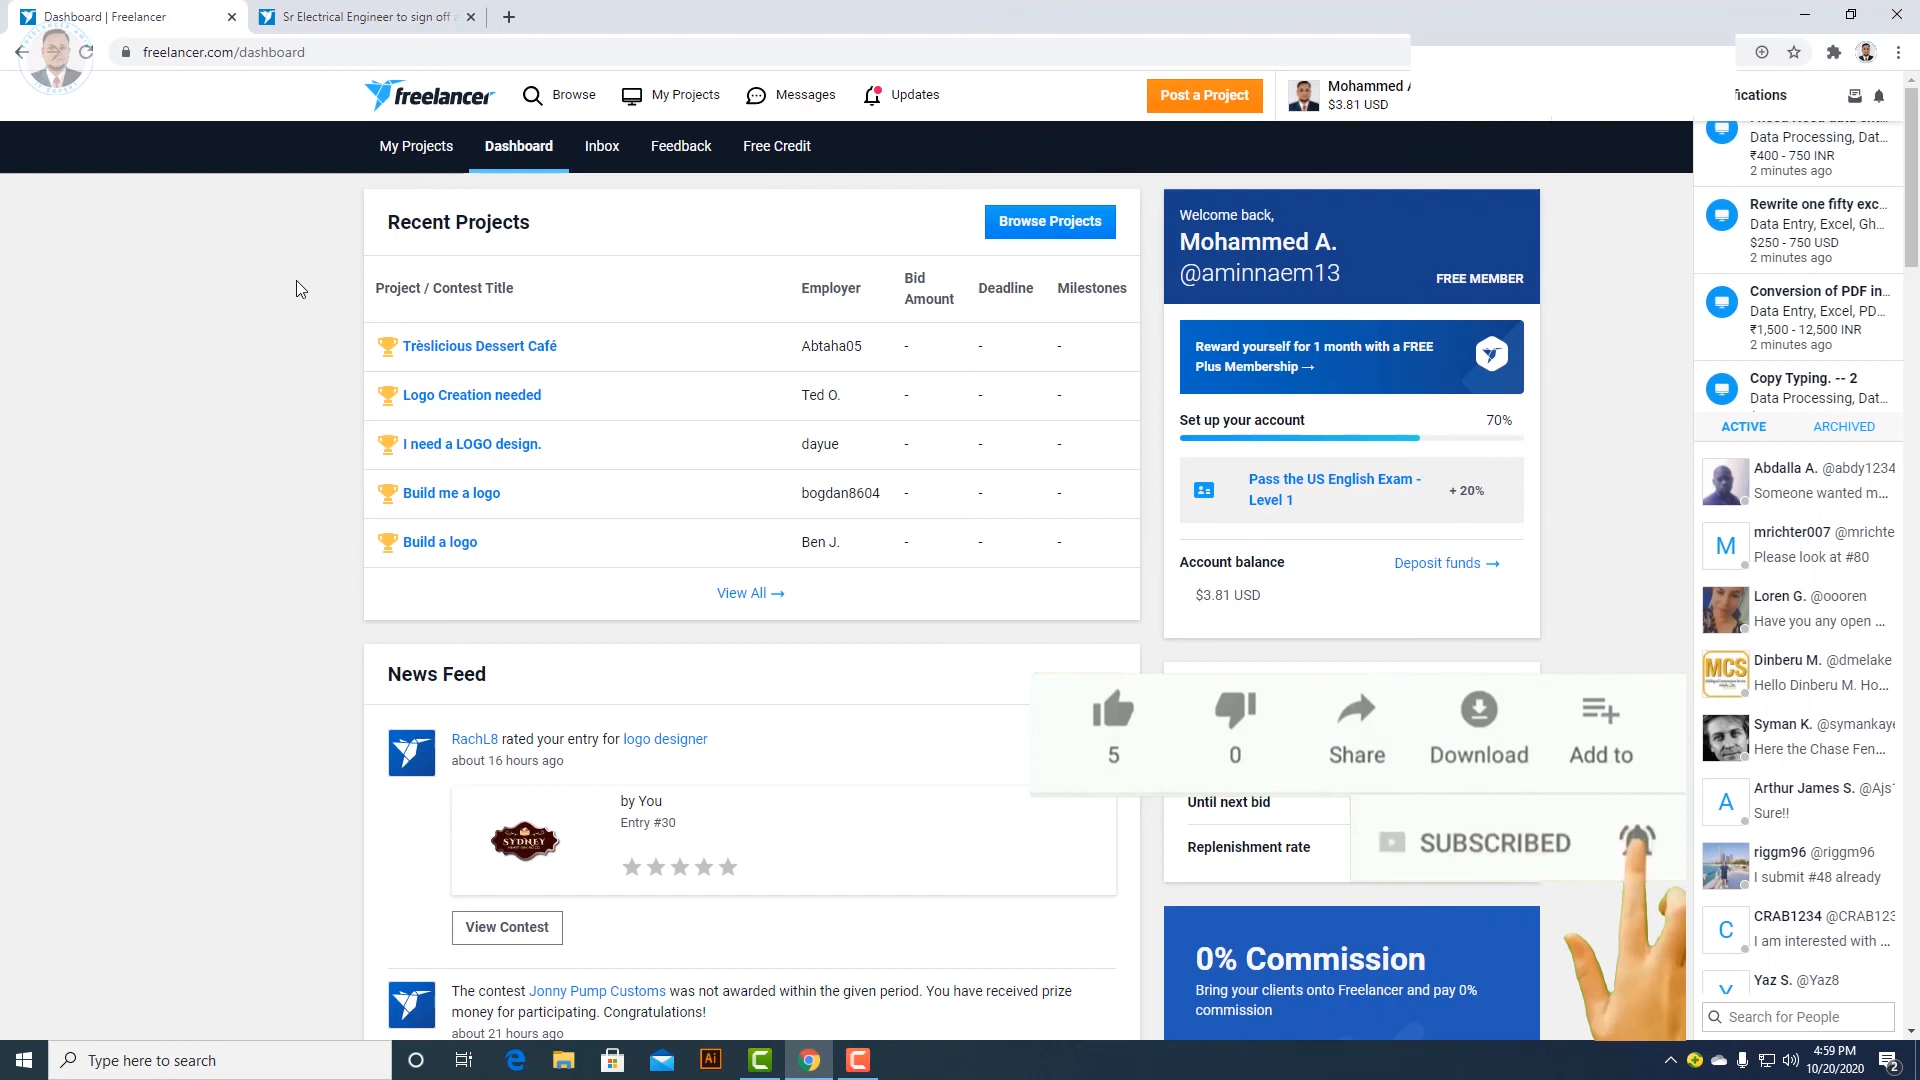 Dashboard | Freelancer
Sr Electrical Engineer to sign off
freelancer.com/dashboard
freelancer
Browse
My Projects
Messages
Updates
Post a Project
Mohammed A
$3.81 USD
fications
My Projects
Dashboard
Inbox
Feedback
Free Credit
Recent Projects
Browse Projects
Project / Contest Title
Employer
Bid Amount
Deadline
Milestones
Trèslicious Dessert Café
Abtaha05
-
-
-
Logo Creation needed
Ted O.
-
-
-
I need a LOGO design.
dayue
-
-
-
Build me a logo
bogdan8604
-
-
-
Build a logo
Ben J.
-
-
-
View All →
News Feed
RachL8 rated your entry for logo designer
about 16 hours ago
by You
Entry #30
SYDNEY
View Contest
The contest Jonny Pump Customs was not awarded within the given period. You have received prize
money for participating. Congratulations!
about 21 hours ago
Welcome back,
Mohammed A.
@aminnaem13
FREE MEMBER
Reward yourself for 1 month with a FREE
Plus Membership →
Set up your account
70%
Pass the US English Exam -
Level 1
+ 20%
Account balance
Deposit funds →
$3.81 USD
5
0
Share
Download
Add to
Until next bid
Replenishment rate
SUBSCRIBED
0% Commission
Bring your clients onto Freelancer and pay 0%
commission
Data Processing, Dat...
₹400 - 750 INR
2 minutes ago
Rewrite one fifty exc...
Data Entry, Excel, Gh...
$250 - 750 USD
2 minutes ago
Conversion of PDF in...
Data Entry, Excel, PD...
₹1,500 - 12,500 INR
2 minutes ago
Copy Typing. -- 2
Data Processing, Dat...
ACTIVE
ARCHIVED
Abdalla A. @abdy1234
Someone wanted m...
M
mrichter007 @mrichte
Please look at #80
Loren G. @oooren
Have you any open ...
MCS
Dinberu M. @dmelake
Hello Dinberu M. Ho...
Syman K. @symankaye
Here the Chase Fen...
A
Arthur James S. @Ajs1
Sure!!
riggm96 @riggm96
I submit #48 already
C
CRAB1234 @CRAB123
I am interested with ...
Y
Yaz S. @Yaz8
Search for People
Type here to search
Ai
4:59 PM
10/20/2020
2